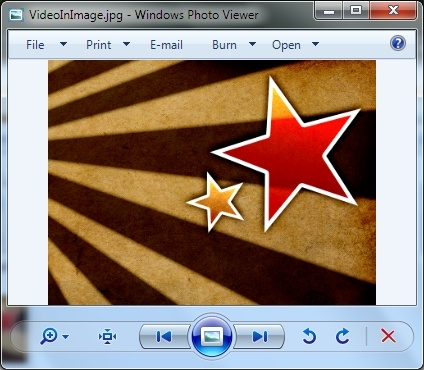 VideoInImage.jpg - Windows Photo Viewer
File Print E-mail Burn Open ?